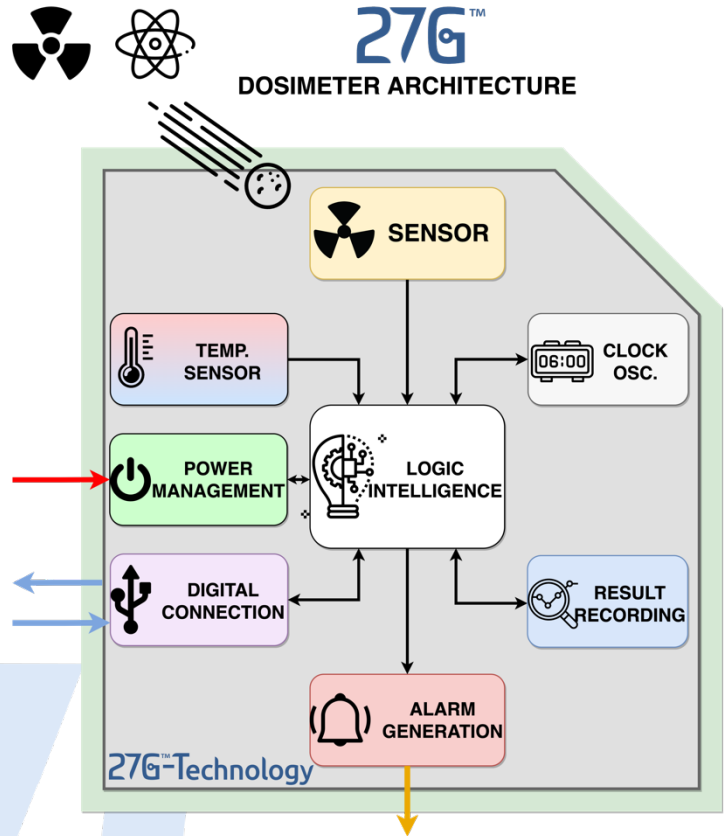 27G™
DOSIMETER ARCHITECTURE
SENSOR
TEMP.
SENSOR
06:00
CLOCK
OSC.
POWER
MANAGEMENT
LOGIC
INTELLIGENCE
DIGITAL
CONNECTION
RESULT
RECORDING
ALARM
GENERATION
27G™-Technology